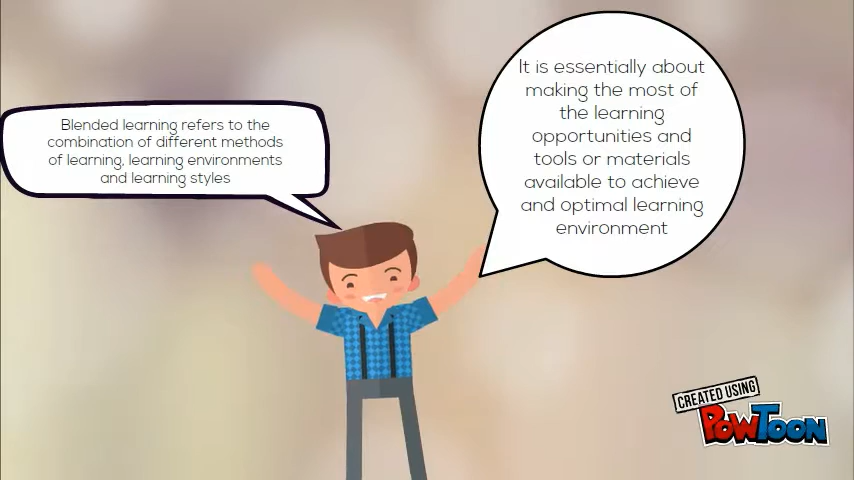 Blended learning refers to the
combination of different methods
of learning, learning environments
and learning styles
It is essentially about
making the most of
the learning
opportunities and
tools or materials
available to achieve
and optimal learning
environment
CREATED USING
POWTOON